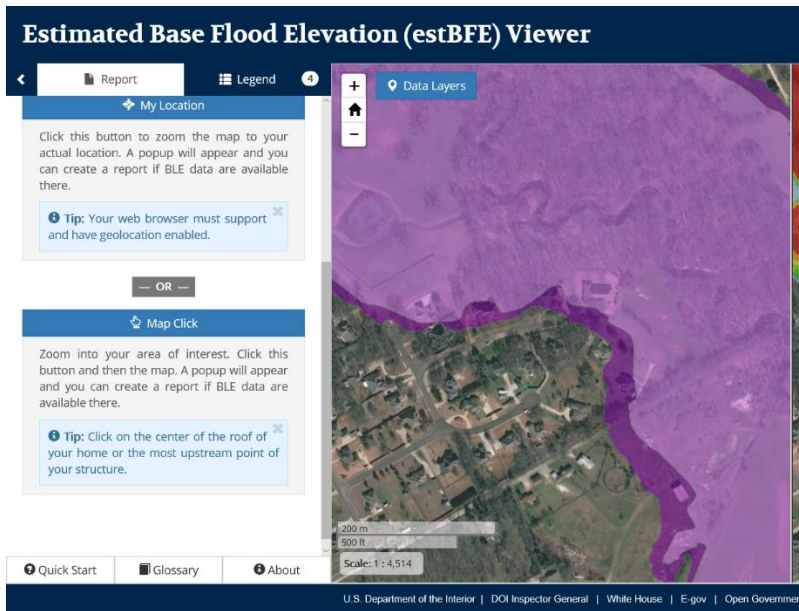 Estimated Base Flood Elevation (estBFE) Viewer
Report
Legend
4
My Location
Click this button to zoom the map to your
actual location. A popup will appear and you
can create a report if BLE data are available
there.
Tip: Your web browser must support
and have geolocation enabled.
— OR —
Map Click
Zoom into your area of interest. Click this
button and then the map. A popup will appear
and you can create a report if BLE data are
available there.
Tip: Click on the center of the roof of
your home or the most upstream point of
your structure.
Quick Start
Glossary
About
+
−
Data Layers
200 m
500 ft
Scale: 1 : 4,514
U.S. Department of the Interior | DOI Inspector General | White House | E-gov | Open Governmen